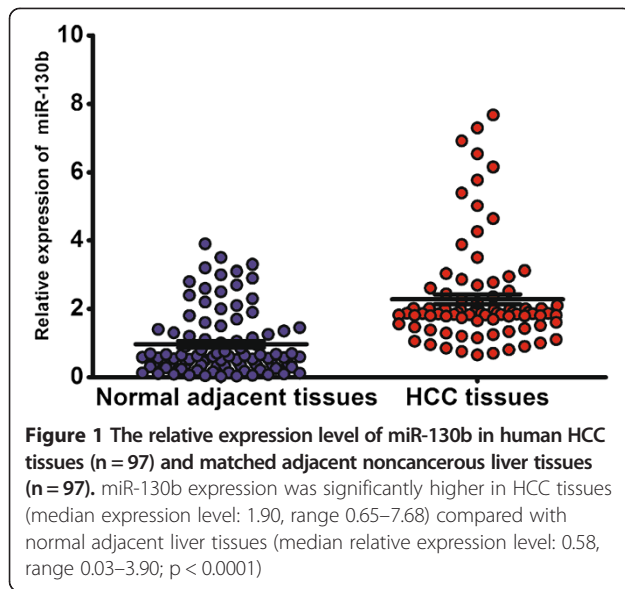 Relative expression of miR-130b
10
8
6
4
2
0
Normal adjacent tissues HCC tissues
Figure 1 The relative expression level of miR-130b in human HCC
tissues (n = 97) and matched adjacent noncancerous liver tissues
(n = 97). miR-130b expression was significantly higher in HCC tissues
(median expression level: 1.90, range 0.65–7.68) compared with
normal adjacent liver tissues (median relative expression level: 0.58,
range 0.03–3.90; p < 0.0001)